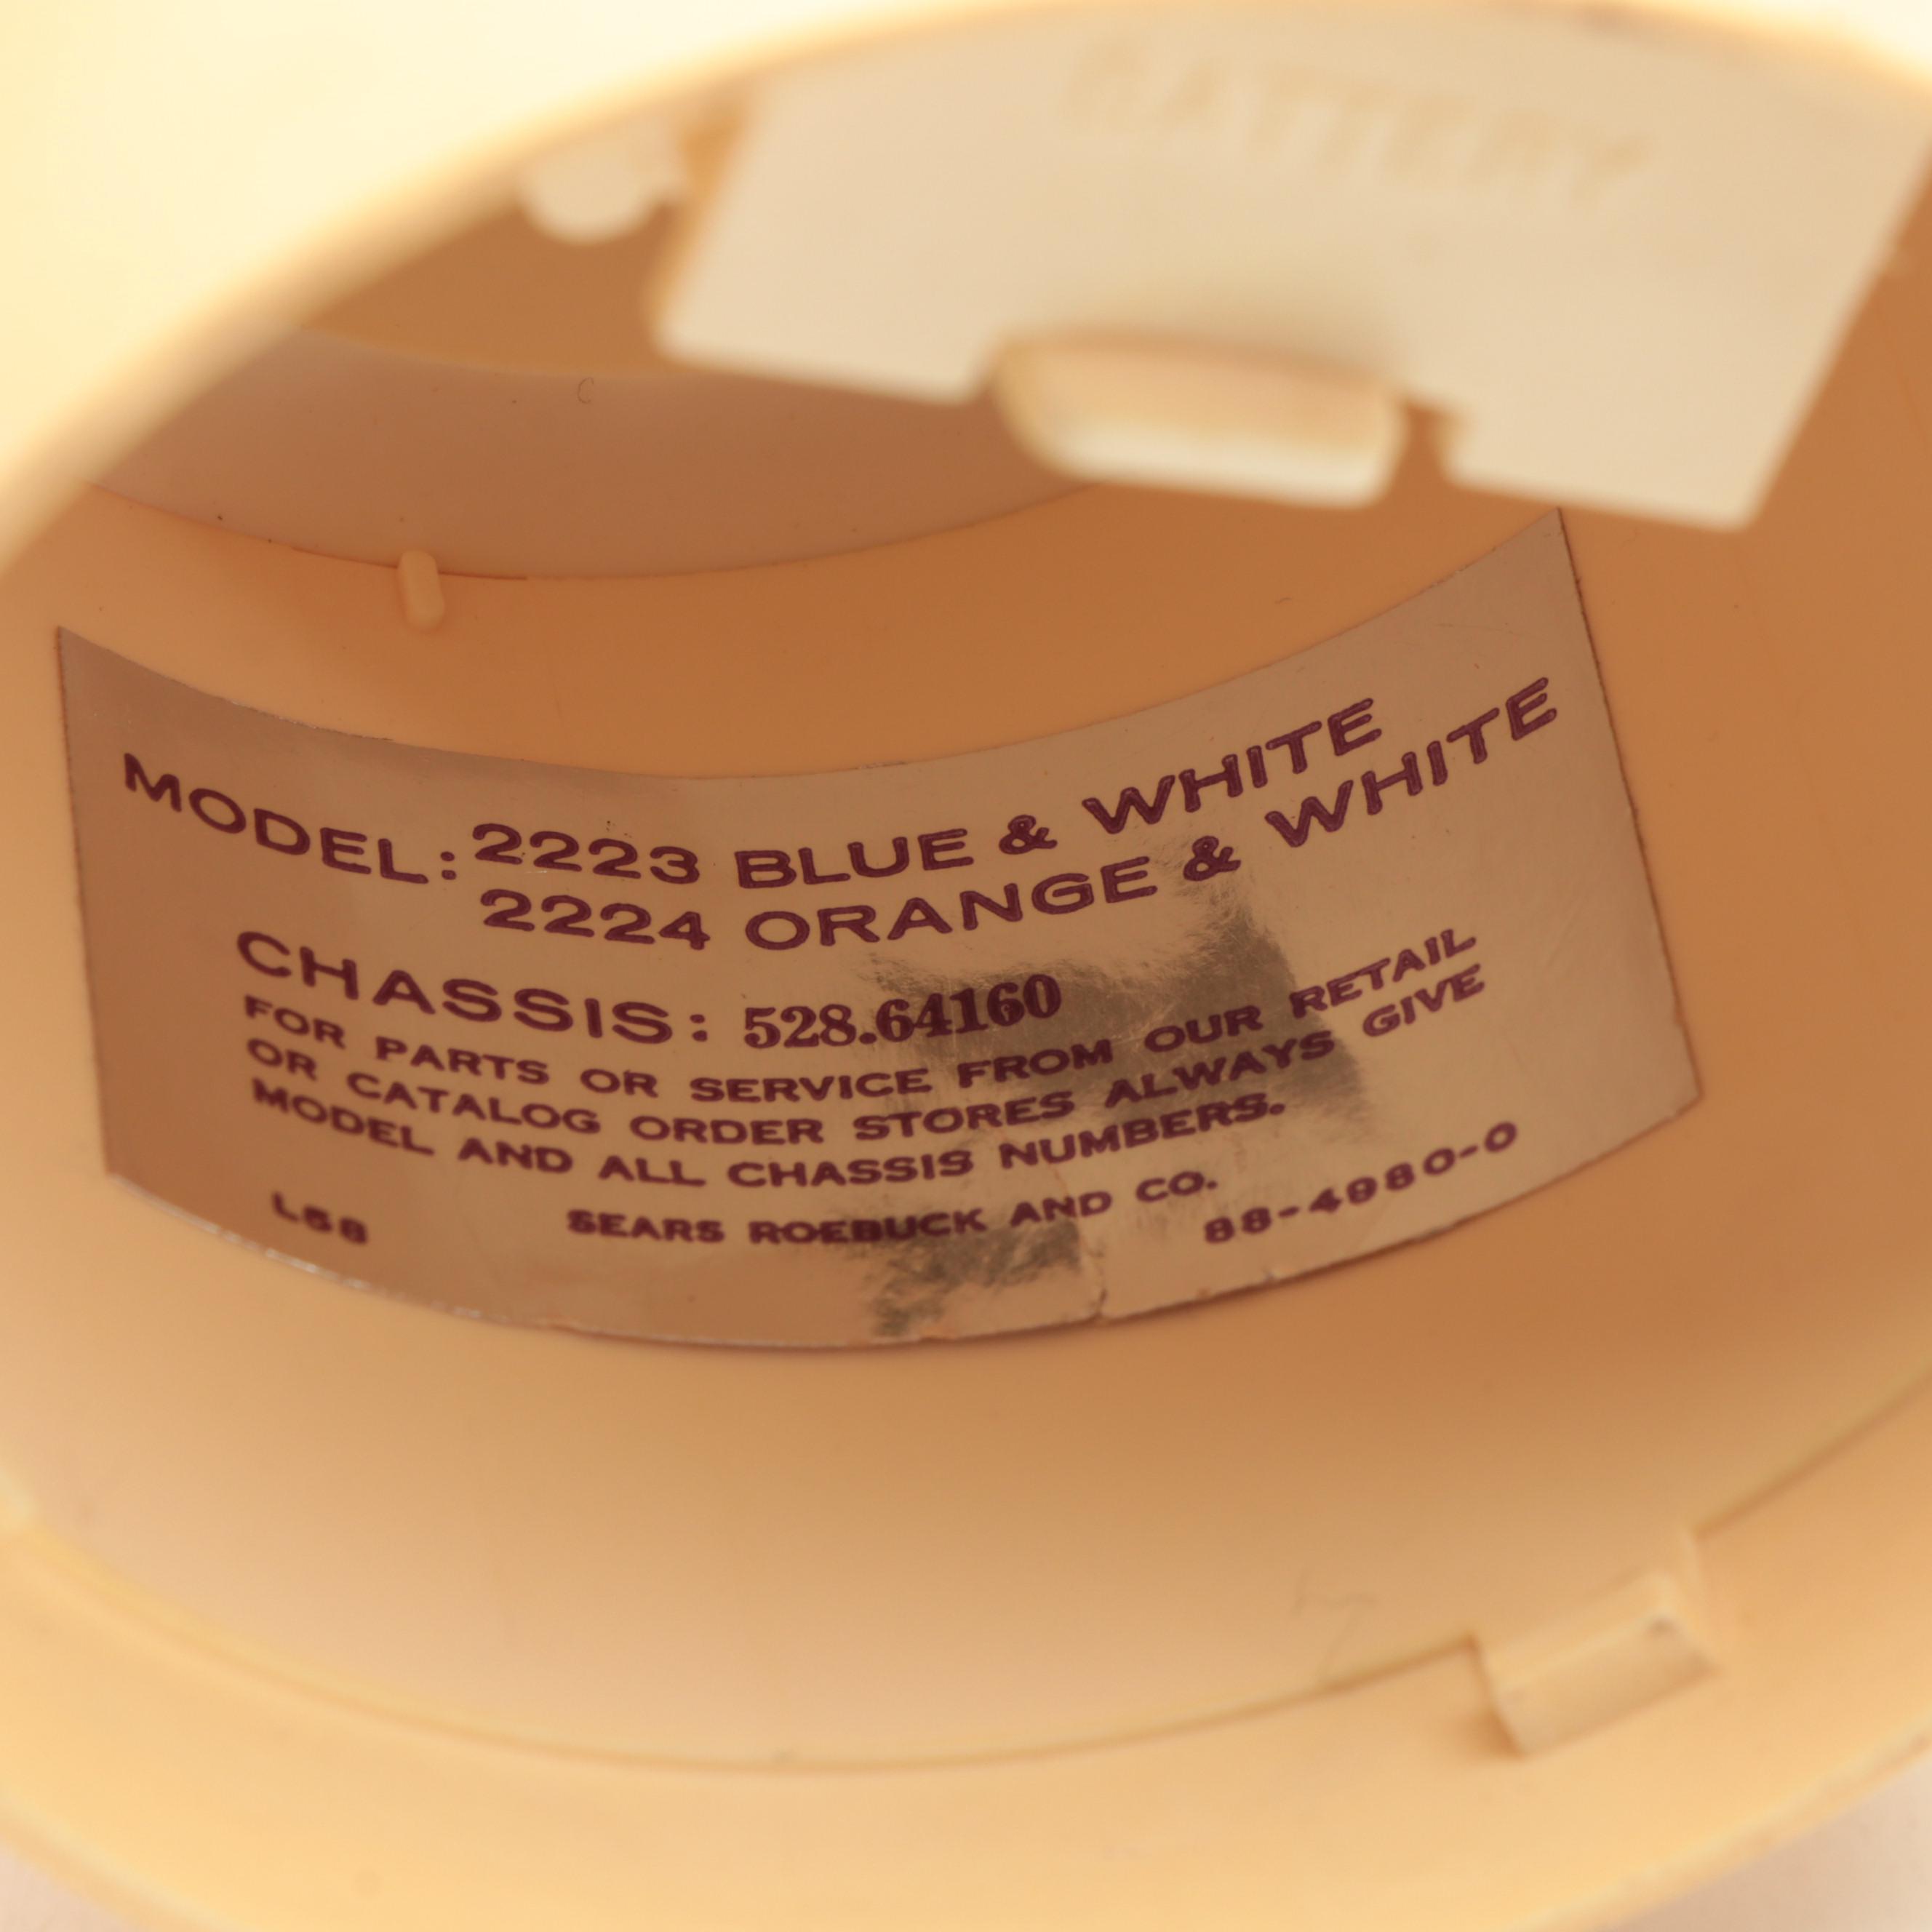 BATTERY
MODEL: 2223 BLUE & WHITE
2224 ORANGE & WHITE
CHASSIS: 528.64160
FOR PARTS OR SERVICE FROM OUR RETAIL
OR CATALOG ORDER STORES ALWAYS GIVE
MODEL AND ALL CHASSIS NUMBERS.
SEARS ROEBUCK AND CO.
88-4980-0